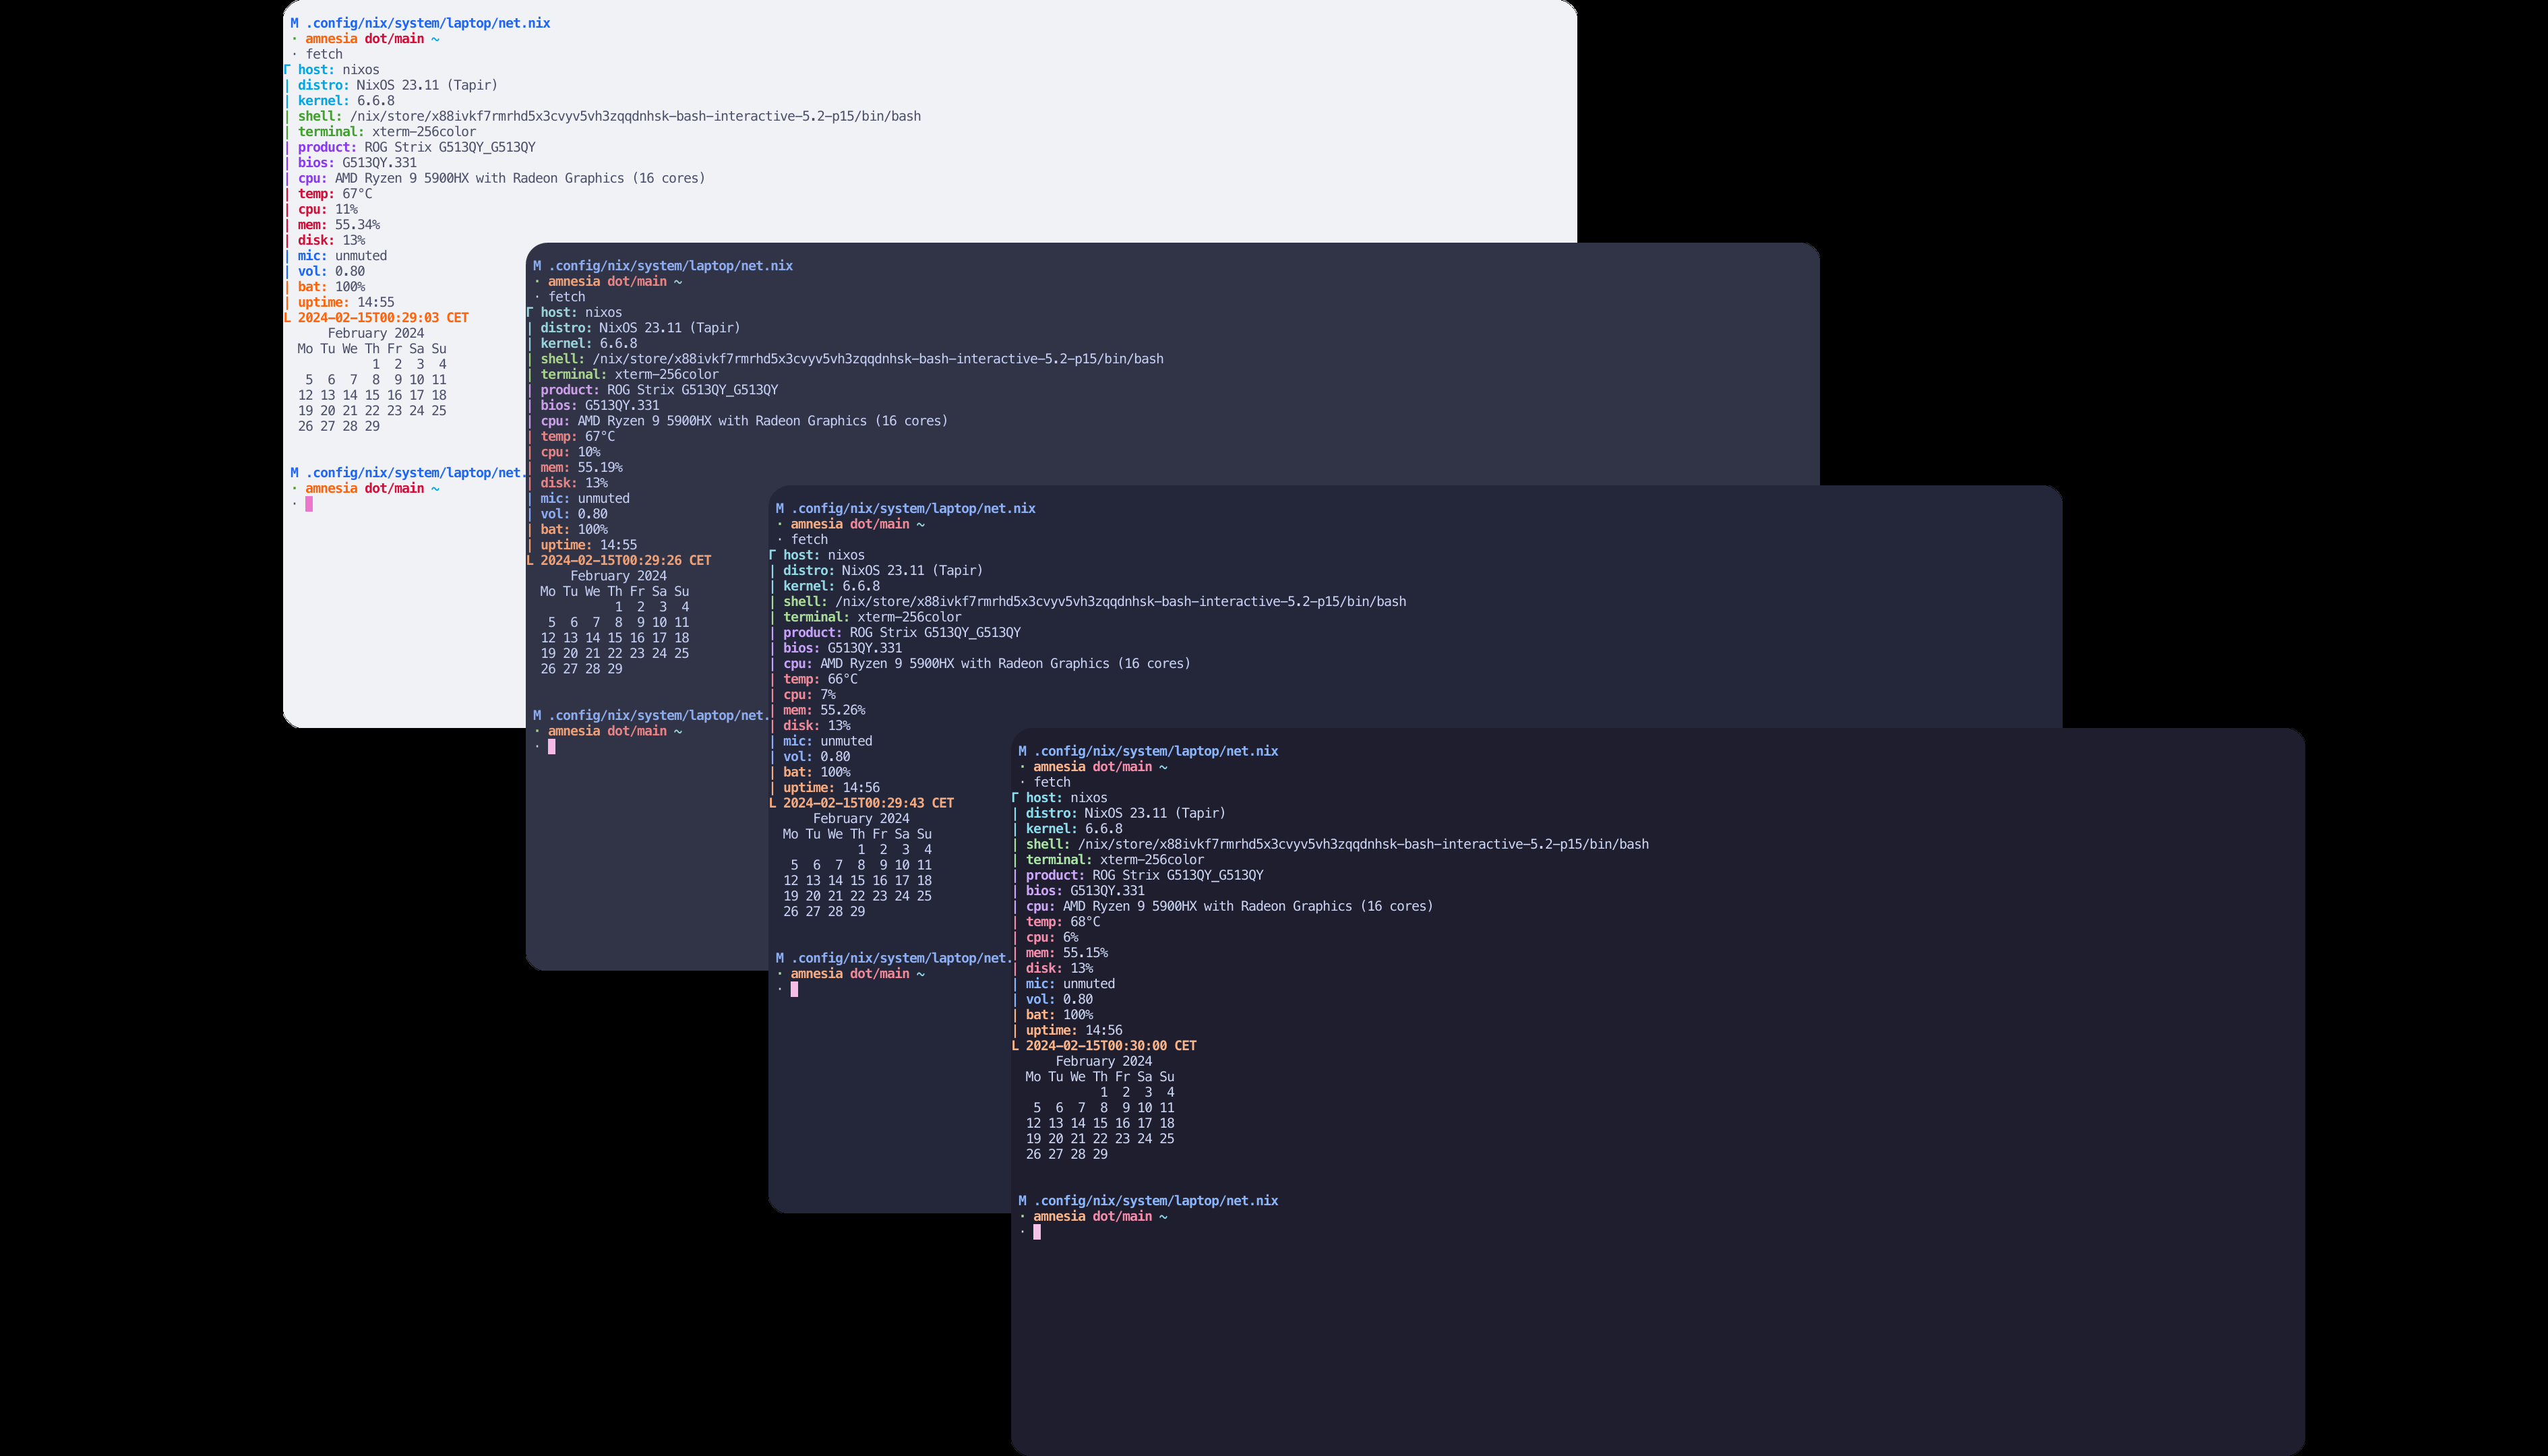 M .config/nix/system/laptop/net.nix
· amnesia dot/main ~
· fetch
Γ host: nixos
| distro: NixOS 23.11 (Tapir)
| kernel: 6.6.8
| shell: /nix/store/x88ivkf7rmrhd5x3cvyv5vh3zqqdnhsk-bash-interactive-5.2-p15/bin/bash
| terminal: xterm-256color
| product: ROG Strix G513QY_G513QY
| bios: G513QY.331
| cpu: AMD Ryzen 9 5900HX with Radeon Graphics (16 cores)
| temp: 67°C
| cpu: 11%
| mem: 55.34%
| disk: 13%
| mic: unmuted
| vol: 0.80
| bat: 100%
| uptime: 14:55
L 2024-02-15T00:29:03 CET
February 2024
Mo Tu We Th Fr Sa Su
1 2 3 4
5 6 7 8 9 10 11
12 13 14 15 16 17 18
19 20 21 22 23 24 25
26 27 28 29
M .config/nix/system/laptop/net.
· amnesia dot/main ~
·
M .config/nix/system/laptop/net.nix
· amnesia dot/main ~
· fetch
Γ host: nixos
| distro: NixOS 23.11 (Tapir)
| kernel: 6.6.8
| shell: /nix/store/x88ivkf7rmrhd5x3cvyv5vh3zqqdnhsk-bash-interactive-5.2-p15/bin/bash
| terminal: xterm-256color
| product: ROG Strix G513QY_G513QY
| bios: G513QY.331
| cpu: AMD Ryzen 9 5900HX with Radeon Graphics (16 cores)
| temp: 67°C
| cpu: 10%
| mem: 55.19%
| disk: 13%
| mic: unmuted
| vol: 0.80
| bat: 100%
| uptime: 14:55
L 2024-02-15T00:29:26 CET
February 2024
Mo Tu We Th Fr Sa Su
1 2 3 4
5 6 7 8 9 10 11
12 13 14 15 16 17 18
19 20 21 22 23 24 25
26 27 28 29
M .config/nix/system/laptop/net.
· amnesia dot/main ~
·
M .config/nix/system/laptop/net.nix
· amnesia dot/main ~
· fetch
Γ host: nixos
| distro: NixOS 23.11 (Tapir)
| kernel: 6.6.8
| shell: /nix/store/x88ivkf7rmrhd5x3cvyv5vh3zqqdnhsk-bash-interactive-5.2-p15/bin/bash
| terminal: xterm-256color
| product: ROG Strix G513QY_G513QY
| bios: G513QY.331
| cpu: AMD Ryzen 9 5900HX with Radeon Graphics (16 cores)
| temp: 66°C
| cpu: 7%
| mem: 55.26%
| disk: 13%
| mic: unmuted
| vol: 0.80
| bat: 100%
| uptime: 14:56
L 2024-02-15T00:29:43 CET
February 2024
Mo Tu We Th Fr Sa Su
1 2 3 4
5 6 7 8 9 10 11
12 13 14 15 16 17 18
19 20 21 22 23 24 25
26 27 28 29
M .config/nix/system/laptop/net.
· amnesia dot/main ~
·
M .config/nix/system/laptop/net.nix
· amnesia dot/main ~
· fetch
Γ host: nixos
| distro: NixOS 23.11 (Tapir)
| kernel: 6.6.8
| shell: /nix/store/x88ivkf7rmrhd5x3cvyv5vh3zqqdnhsk-bash-interactive-5.2-p15/bin/bash
| terminal: xterm-256color
| product: ROG Strix G513QY_G513QY
| bios: G513QY.331
| cpu: AMD Ryzen 9 5900HX with Radeon Graphics (16 cores)
| temp: 68°C
| cpu: 6%
| mem: 55.15%
| disk: 13%
| mic: unmuted
| vol: 0.80
| bat: 100%
| uptime: 14:56
L 2024-02-15T00:30:00 CET
February 2024
Mo Tu We Th Fr Sa Su
1 2 3 4
5 6 7 8 9 10 11
12 13 14 15 16 17 18
19 20 21 22 23 24 25
26 27 28 29
M .config/nix/system/laptop/net.nix
· amnesia dot/main ~
·